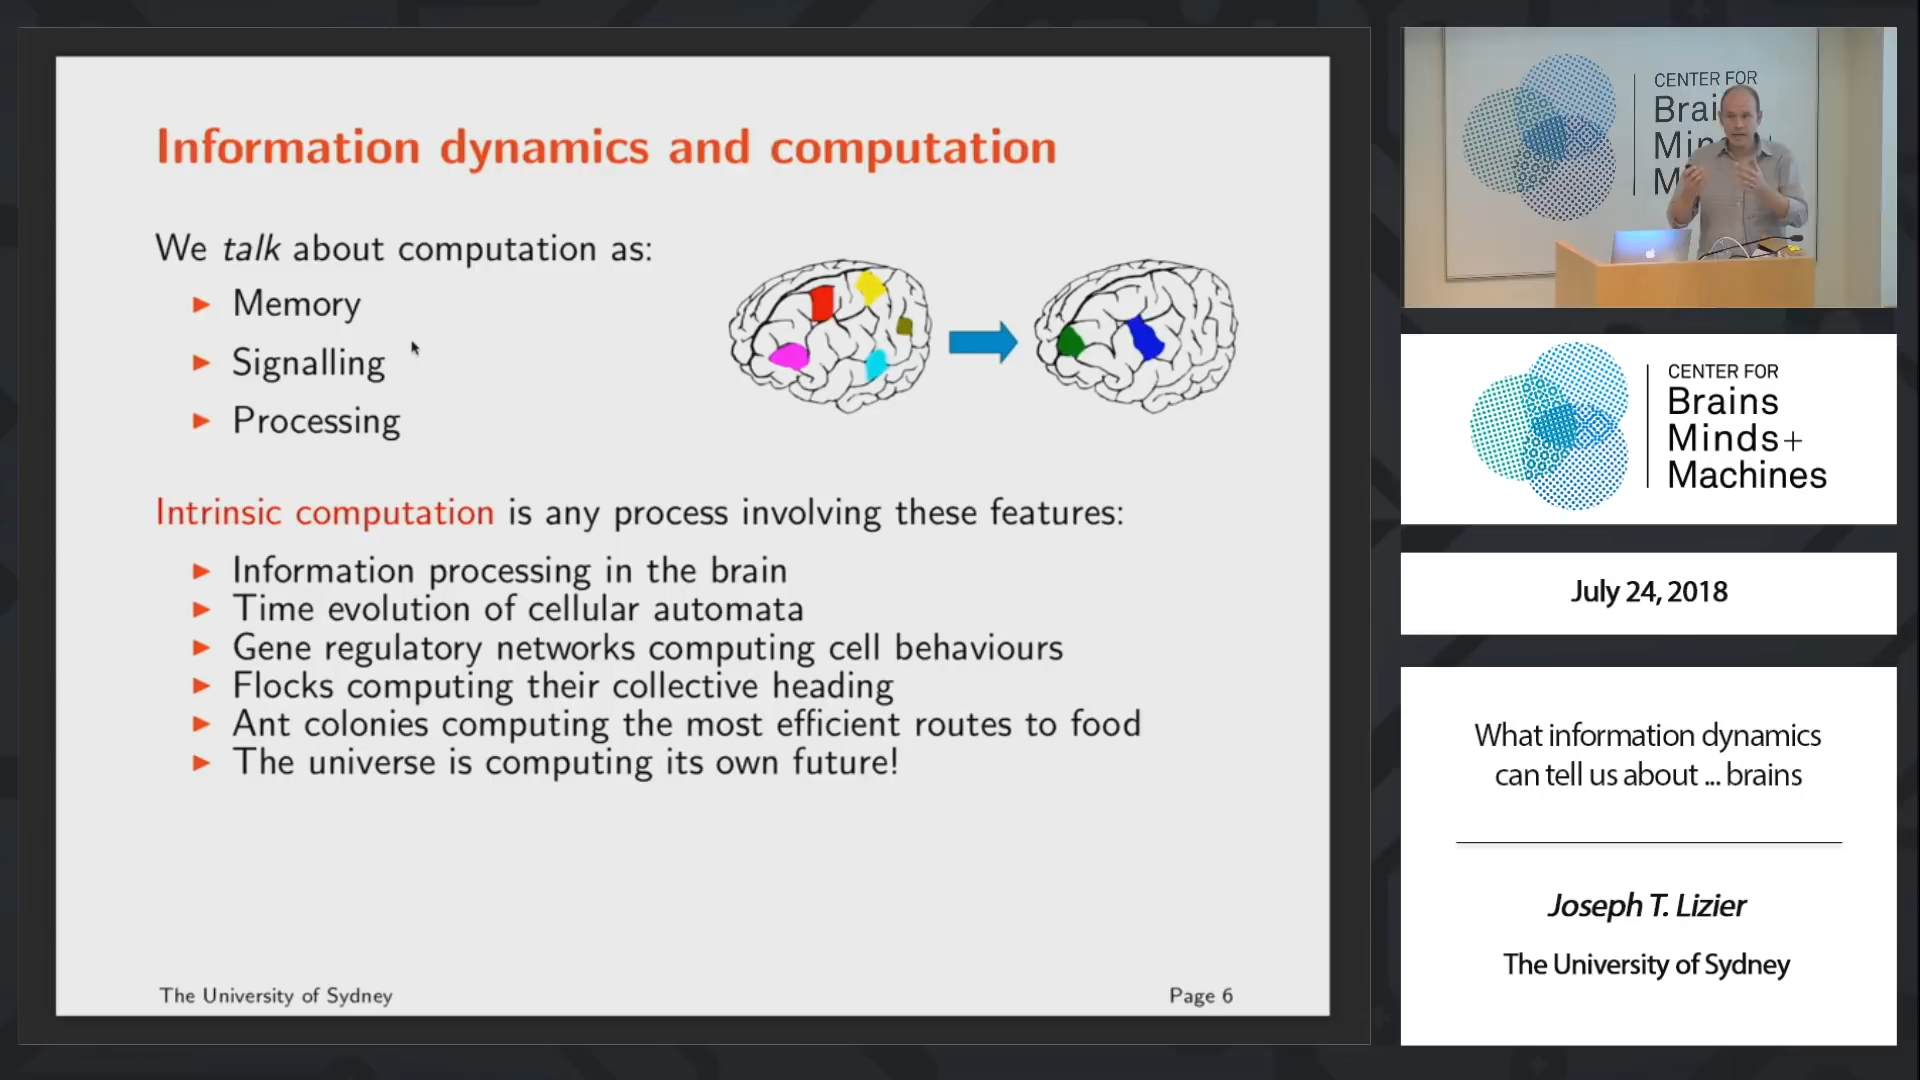 Information dynamics and computation
We talk about computation as:
Memory
Signalling
Processing
Intrinsic computation is any process involving these features:
Information processing in the brain
Time evolution of cellular automata
Gene regulatory networks computing cell behaviours
Flocks computing their collective heading
Ant colonies computing the most efficient routes to food
The universe is computing its own future!
The University of Sydney
Page 6
CENTER FOR
Brai
Min
M
CENTER FOR
Brains
Minds+
Machines
July 24, 2018
What information dynamics
can tell us about ... brains
Joseph T. Lizier
The University of Sydney